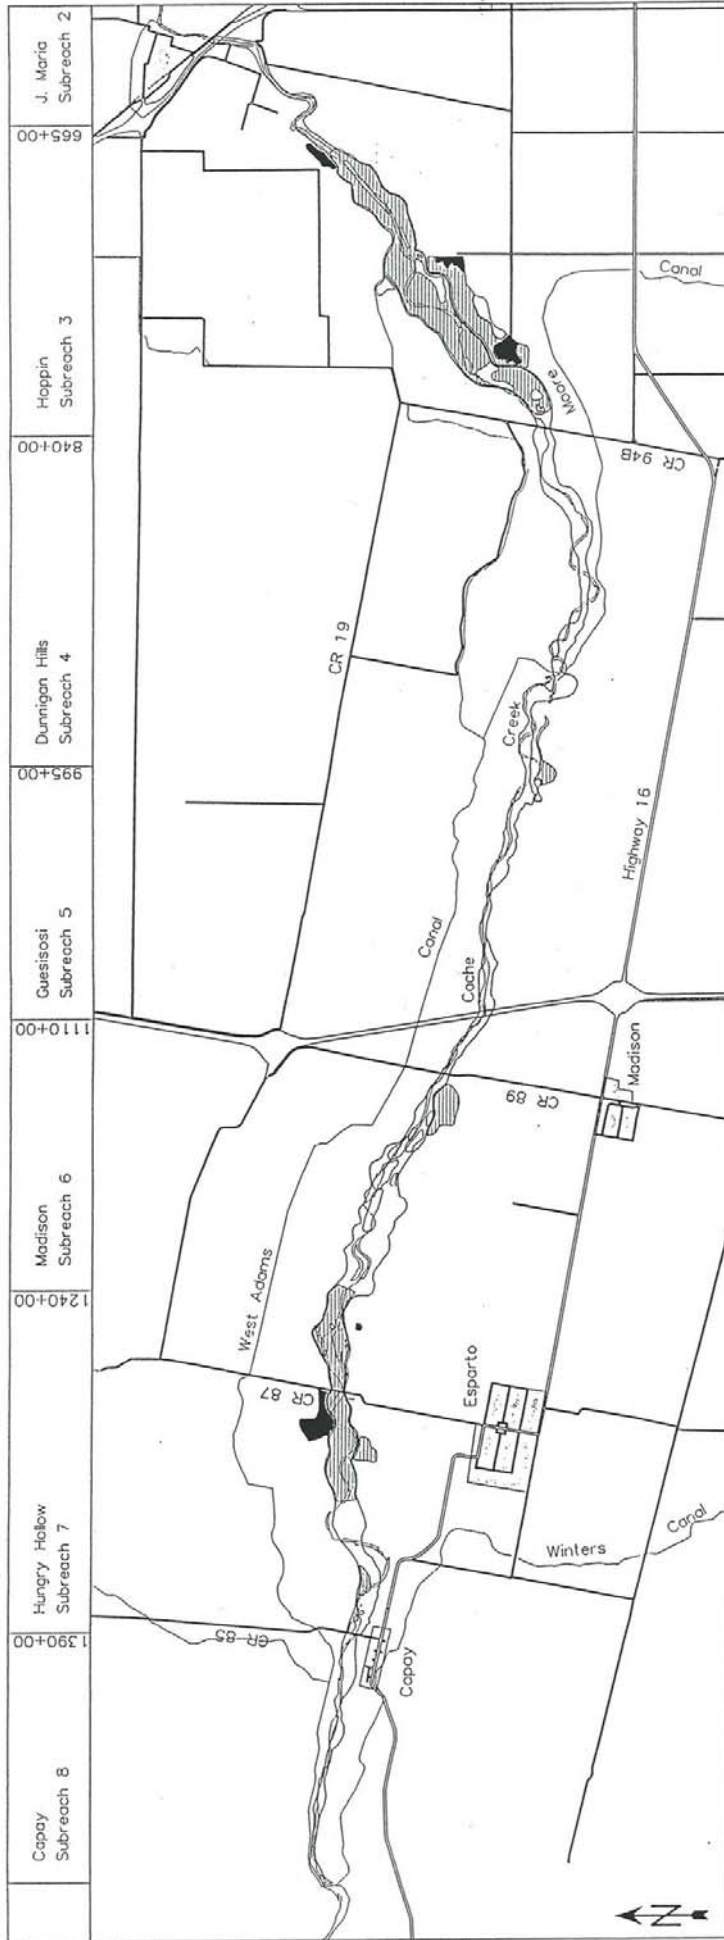 Capay
Subreach 8
1390+00
Hungry Hollow
Subreach 7
1240+00
Madison
Subreach 6
1110+00
Guesisosi
Subreach 5
995+00
Dunnigan Hills
Subreach 4
840+00
Hoppin
Subreach 3
665+00
J. Maria
Subreach 2
CR 85
Capay
Winters
Canal
CR 87
West Adams
Esparto
Canal
CR 89
Madison
Cache
Creek
Highway 16
CR 19
CR 94B
Moore
Canal
N